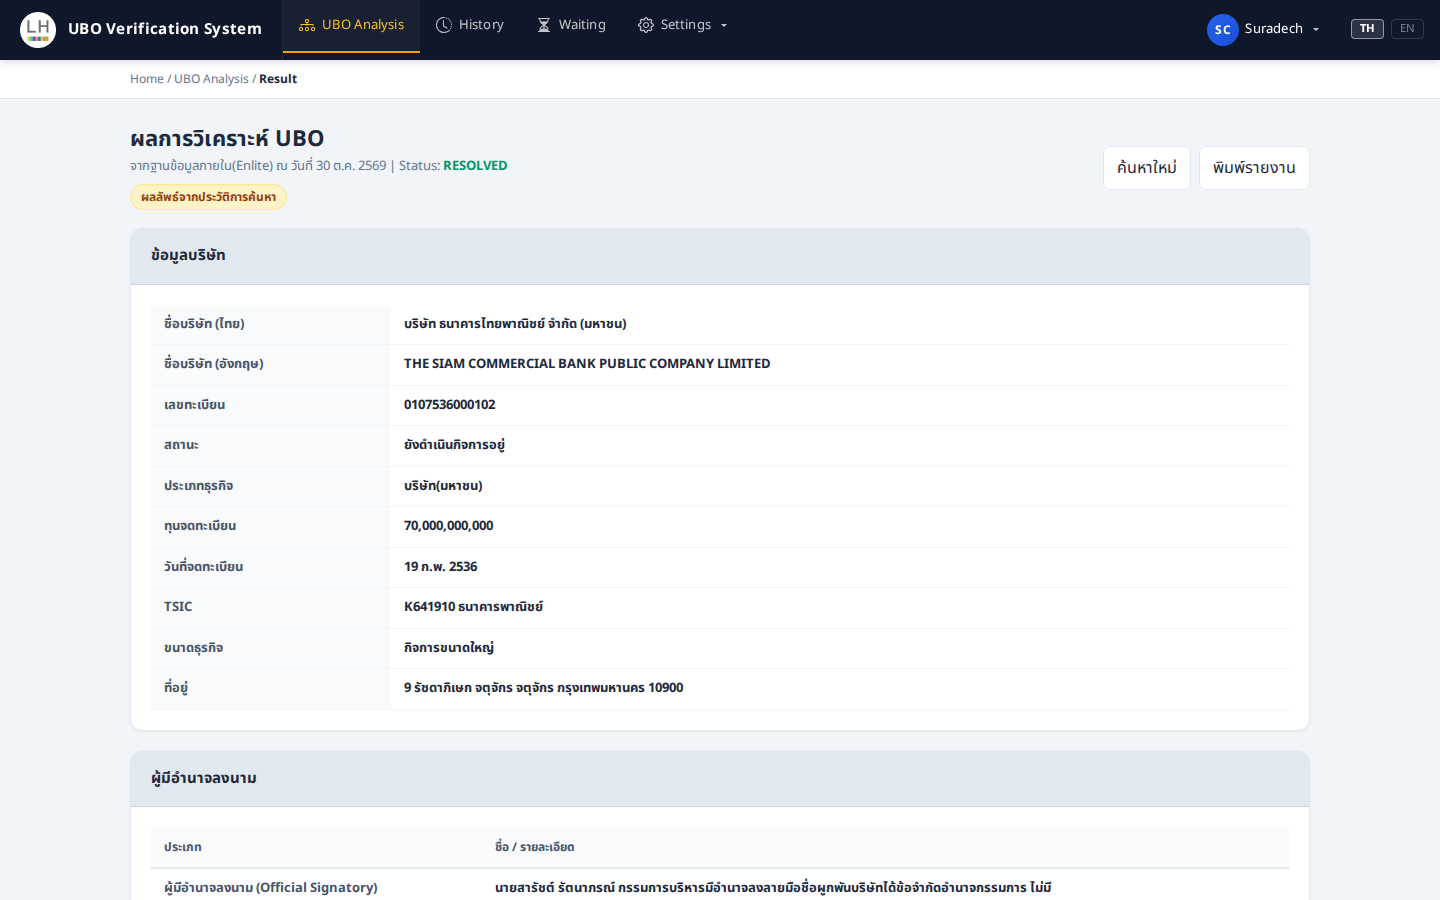 LH
UBO Verification System
UBO Analysis
History
Waiting
Settings
SC
Suradech
TH
EN
Home / UBO Analysis / Result
ผลการวิเคราะห์ UBO
จากฐานข้อมูลภายใน(Enlite) ณ วันที่ 30 ต.ค. 2569 | Status: RESOLVED
ผลลัพธ์จากประวัติการค้นหา
ค้นหาใหม่
พิมพ์รายงาน
ข้อมูลบริษัท
ชื่อบริษัท (ไทย) บริษัท ธนาคารไทยพาณิชย์ จำกัด (มหาชน)
ชื่อบริษัท (อังกฤษ) THE SIAM COMMERCIAL BANK PUBLIC COMPANY LIMITED
เลขทะเบียน 0107536000102
สถานะ ยังดำเนินกิจการอยู่
ประเภทธุรกิจ บริษัท(มหาชน)
ทุนจดทะเบียน 70,000,000,000
วันที่จดทะเบียน 19 ก.พ. 2536
TSIC K641910 ธนาคารพาณิชย์
ขนาดธุรกิจ กิจการขนาดใหญ่
ที่อยู่ 9 รัชดาภิเษก จตุจักร จตุจักร กรุงเทพมหานคร 10900
ผู้มีอำนาจลงนาม
ประเภท ชื่อ / รายละเอียด
ผู้มีอำนาจลงนาม (Official Signatory) นายสารัชต์ รัตนาภรณ์ กรรมการบริหารมีอำนาจลงลายมือชื่อผูกพันบริษัทได้ข้อจำกัดอำนาจกรรมการ ไม่มี